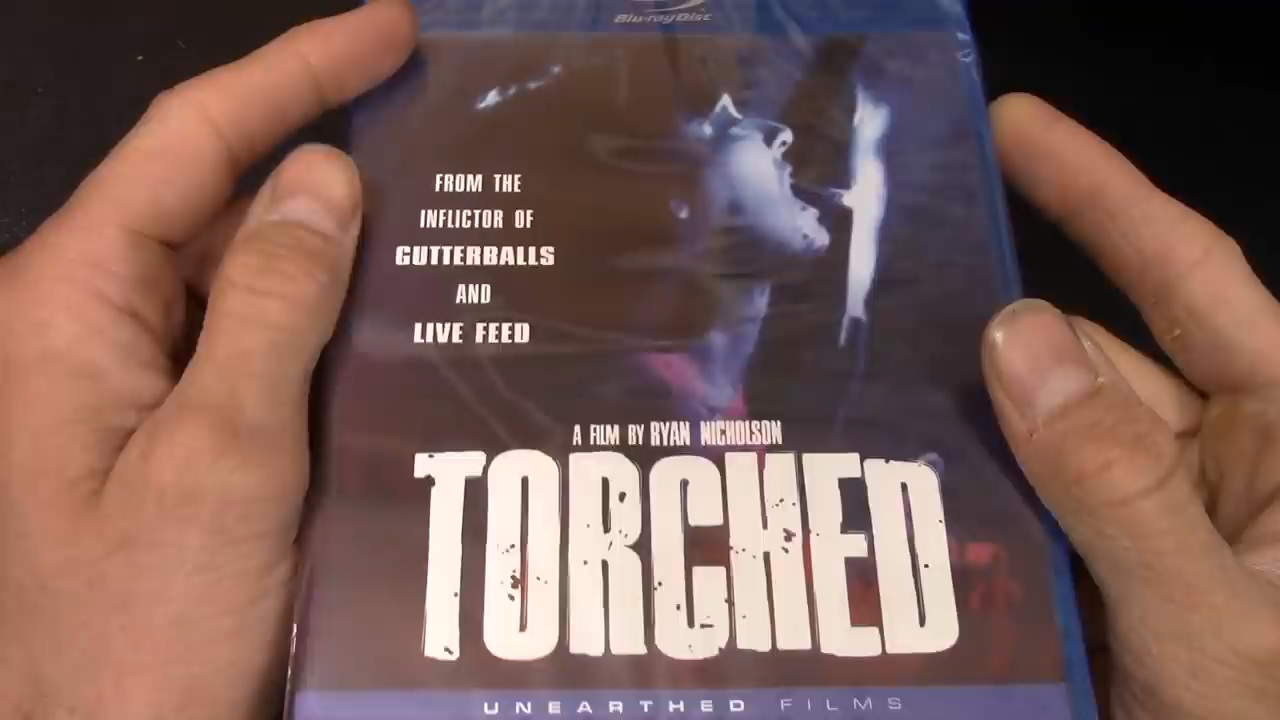 Blu-ray Disc
FROM THE
INFLICTOR OF
GUTTERBALLS
AND
LIVE FEED
A FILM BY RYAN NICHOLSON
TORCHED
UNEARTHED FILMS